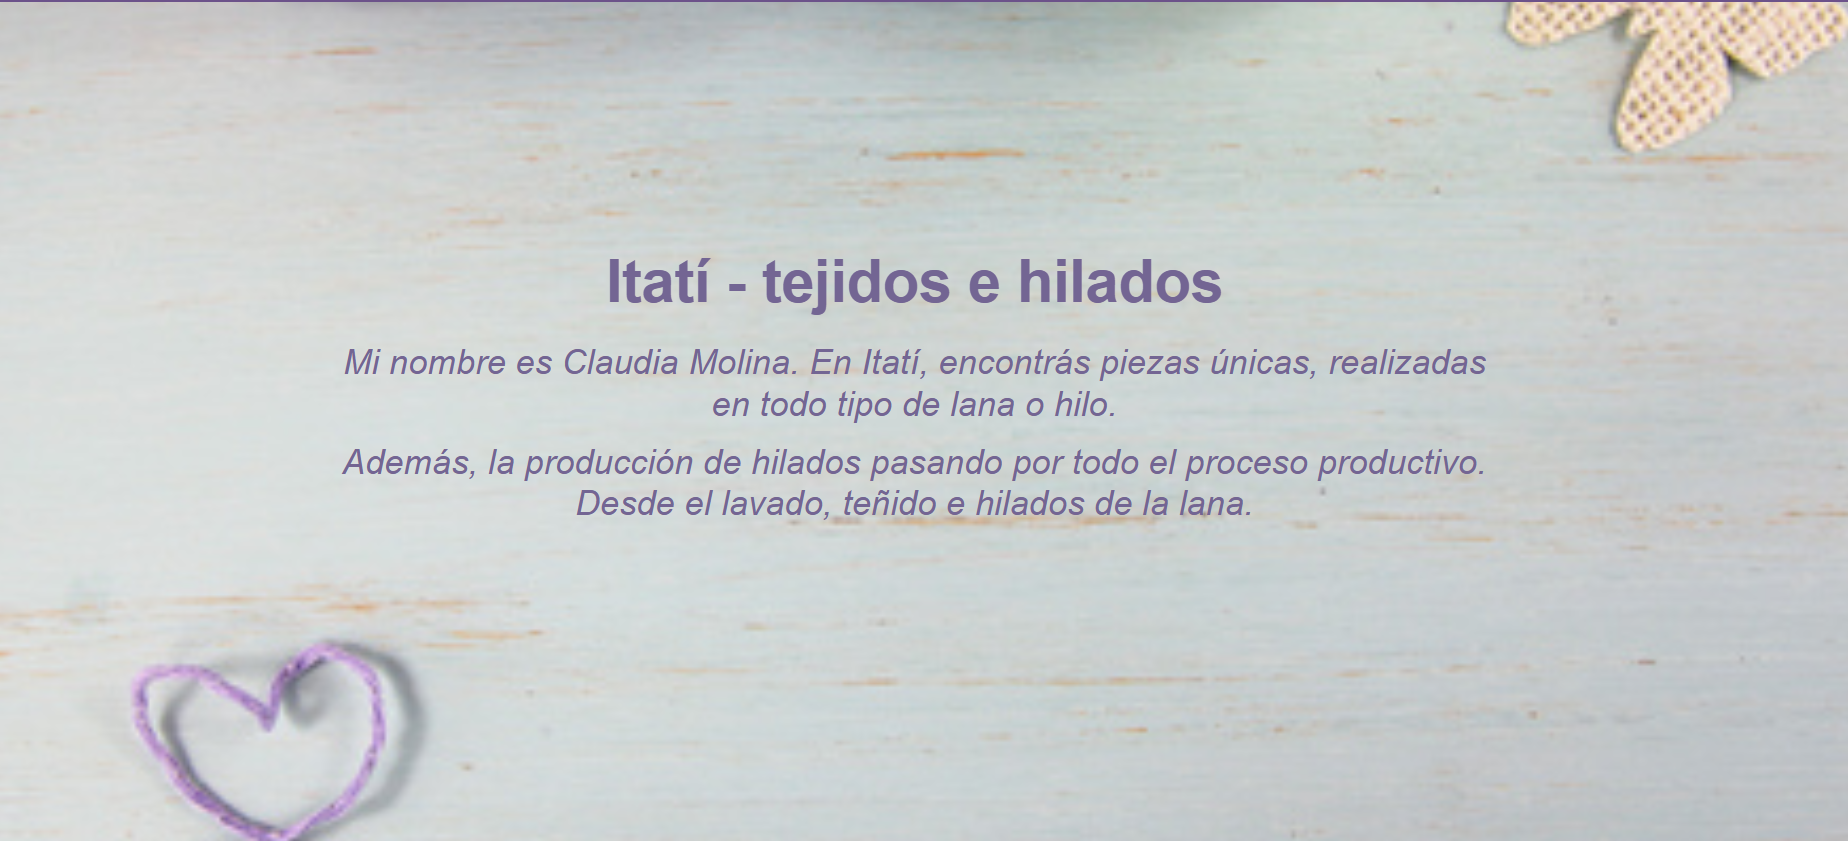 Itatí - tejidos e hilados
Mi nombre es Claudia Molina. En Itatí, encontrás piezas únicas, realizadas
en todo tipo de lana o hilo.
Además, la producción de hilados pasando por todo el proceso productivo.
Desde el lavado, teñido e hilados de la lana.